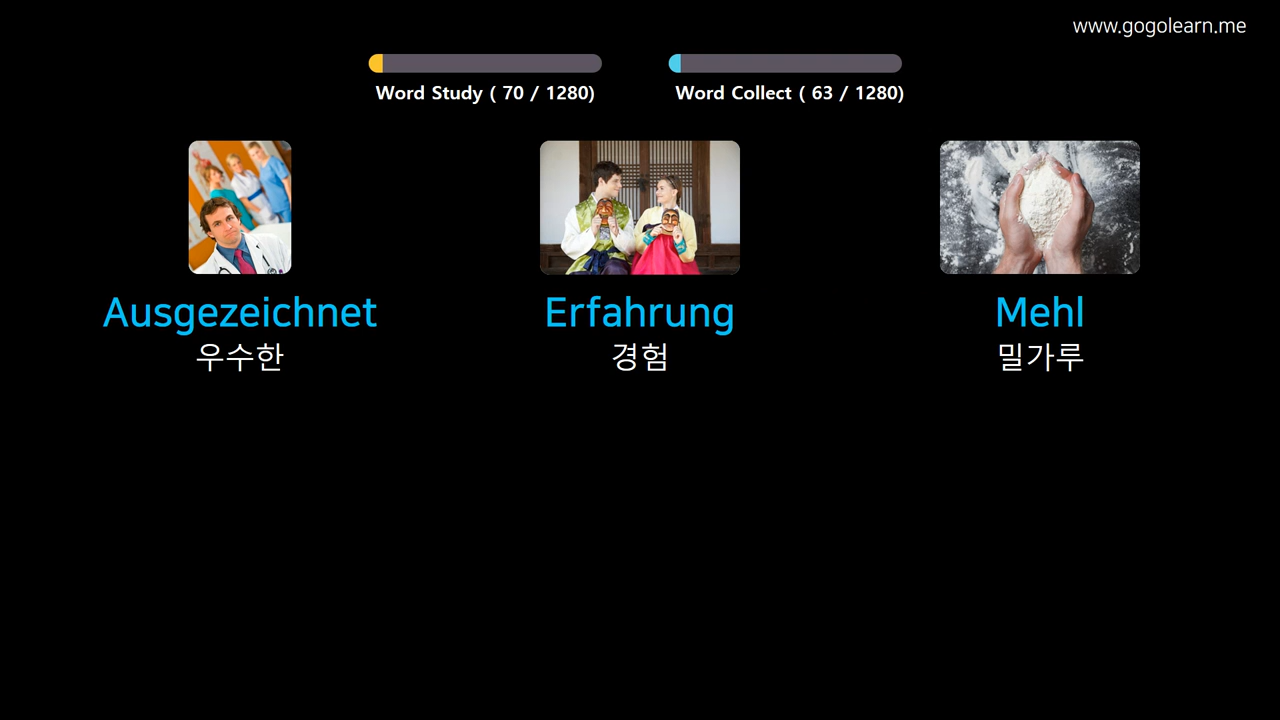 www.gogolearn.me
Word Study ( 70 / 1280)
Word Collect ( 63 / 1280)
Ausgezeichnet
우수한
Erfahrung
경험
Mehl
밀가루